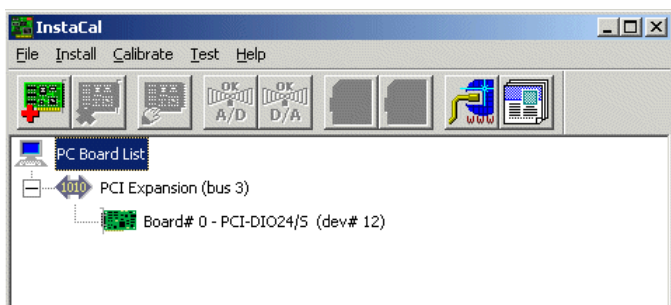 InstaCal
File Install Calibrate Test Help
OK OK
A/D D/A
WWW
PC Board List
1010 PCI Expansion (bus 3)
Board# 0 - PCI-DIO24/S (dev# 12)